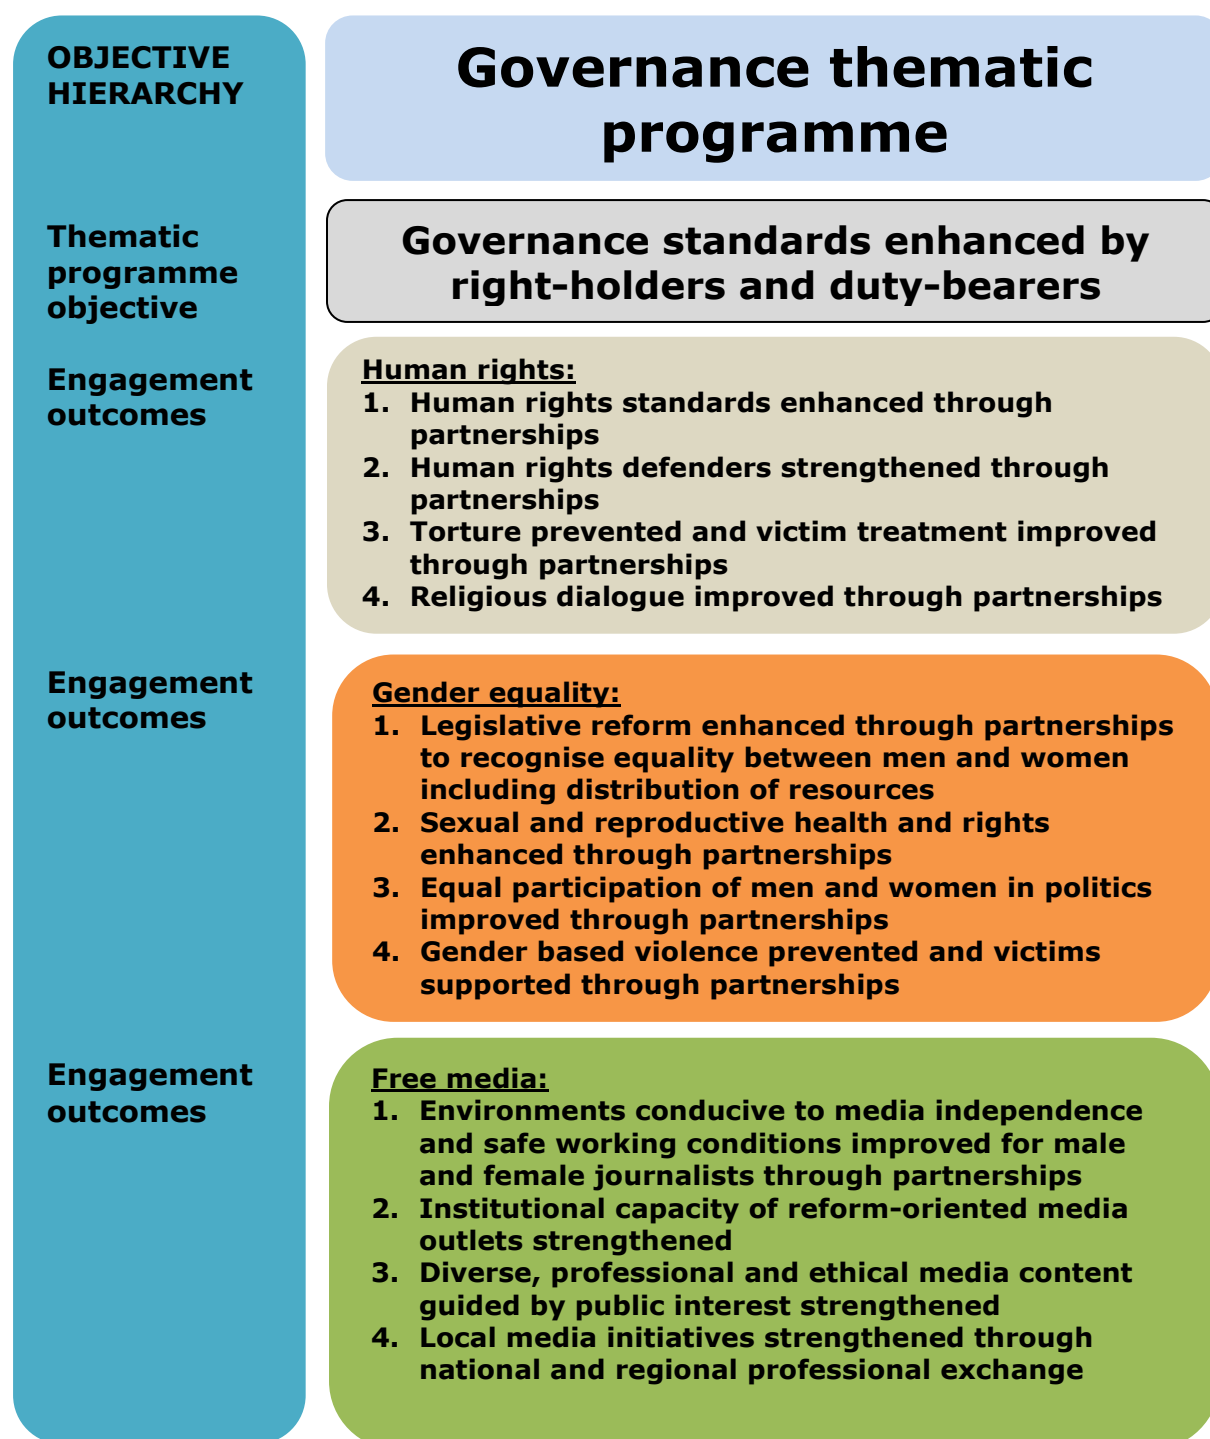 OBJECTIVE
HIERARCHY
Governance thematic
programme
Thematic
programme
objective
Governance standards enhanced by
right-holders and duty-bearers
Engagement
outcomes
Human rights:
1. Human rights standards enhanced through
partnerships
2. Human rights defenders strengthened through
partnerships
3. Torture prevented and victim treatment improved
through partnerships
4. Religious dialogue improved through partnerships
Engagement
outcomes
Gender equality:
1. Legislative reform enhanced through partnerships
to recognise equality between men and women
including distribution of resources
2. Sexual and reproductive health and rights
enhanced through partnerships
3. Equal participation of men and women in politics
improved through partnerships
4. Gender based violence prevented and victims
supported through partnerships
Engagement
outcomes
Free media:
1. Environments conducive to media independence
and safe working conditions improved for male
and female journalists through partnerships
2. Institutional capacity of reform-oriented media
outlets strengthened
3. Diverse, professional and ethical media content
guided by public interest strengthened
4. Local media initiatives strengthened through
national and regional professional exchange